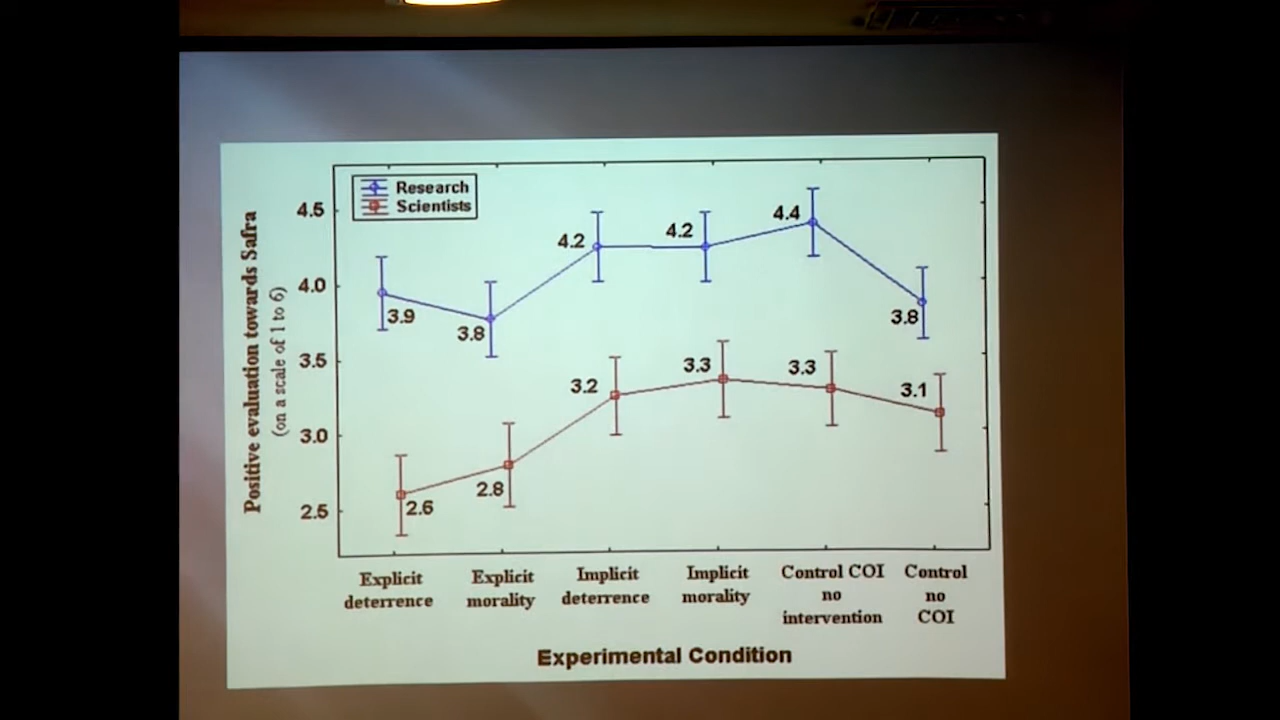 Research
Scientists
Positive evaluation towards Safra
(on a scale of 1 to 6)
4.5
4.0
3.5
3.0
2.5
3.9
3.8
4.2
4.2
4.4
3.8
2.6
2.8
3.2
3.3
3.3
3.1
Explicit
deterrence
Explicit
morality
Implicit
deterrence
Implicit
morality
Control COI
no
intervention
Control
no
COI
Experimental Condition